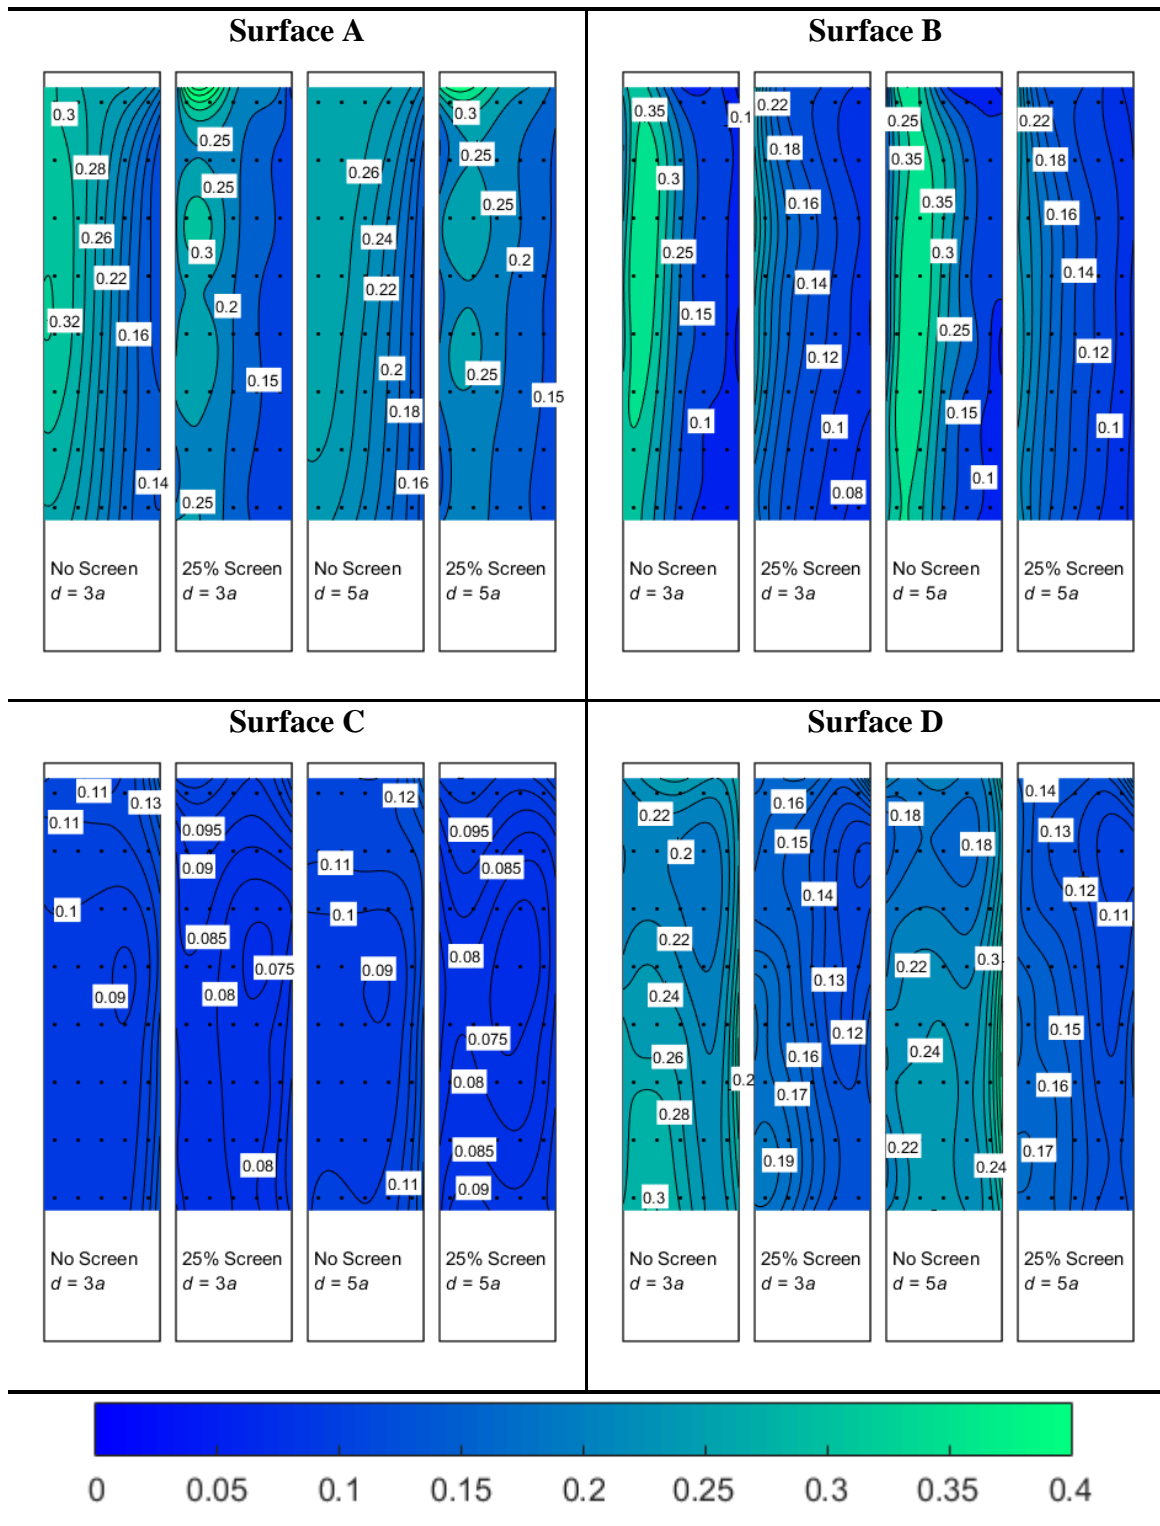 Surface A
0.3
0.28
0.26
0.22
0.32
0.16
0.14
No Screen
d = 3a
0.25
0.25
0.3
0.2
0.15
0.25
25% Screen
d = 3a
0.26
0.24
0.22
0.2
0.18
0.16
No Screen
d = 5a
0.3
0.25
0.25
0.2
0.25
0.15
25% Screen
d = 5a
Surface B
0.35
0.1
0.3
0.25
0.15
0.1
No Screen
d = 3a
0.22
0.18
0.16
0.14
0.12
0.1
0.08
25% Screen
d = 3a
0.25
0.35
0.35
0.3
0.25
0.15
0.1
No Screen
d = 5a
0.22
0.18
0.16
0.14
0.12
0.1
25% Screen
d = 5a
Surface C
0.11
0.13
0.11
0.1
0.09
No Screen
d = 3a
0.095
0.09
0.085
0.075
0.08
0.08
25% Screen
d = 3a
0.12
0.11
0.1
0.09
0.11
No Screen
d = 5a
0.095
0.085
0.08
0.075
0.08
0.085
0.09
25% Screen
d = 5a
Surface D
0.22
0.2
0.22
0.24
0.26
0.2
0.28
0.3
No Screen
d = 3a
0.16
0.15
0.14
0.13
0.12
0.16
0.17
0.19
25% Screen
d = 3a
0.18
0.18
0.3
0.22
0.24
0.22
0.24
No Screen
d = 5a
0.14
0.13
0.12
0.11
0.15
0.16
0.17
25% Screen
d = 5a
0 0.05 0.1 0.15 0.2 0.25 0.3 0.35 0.4